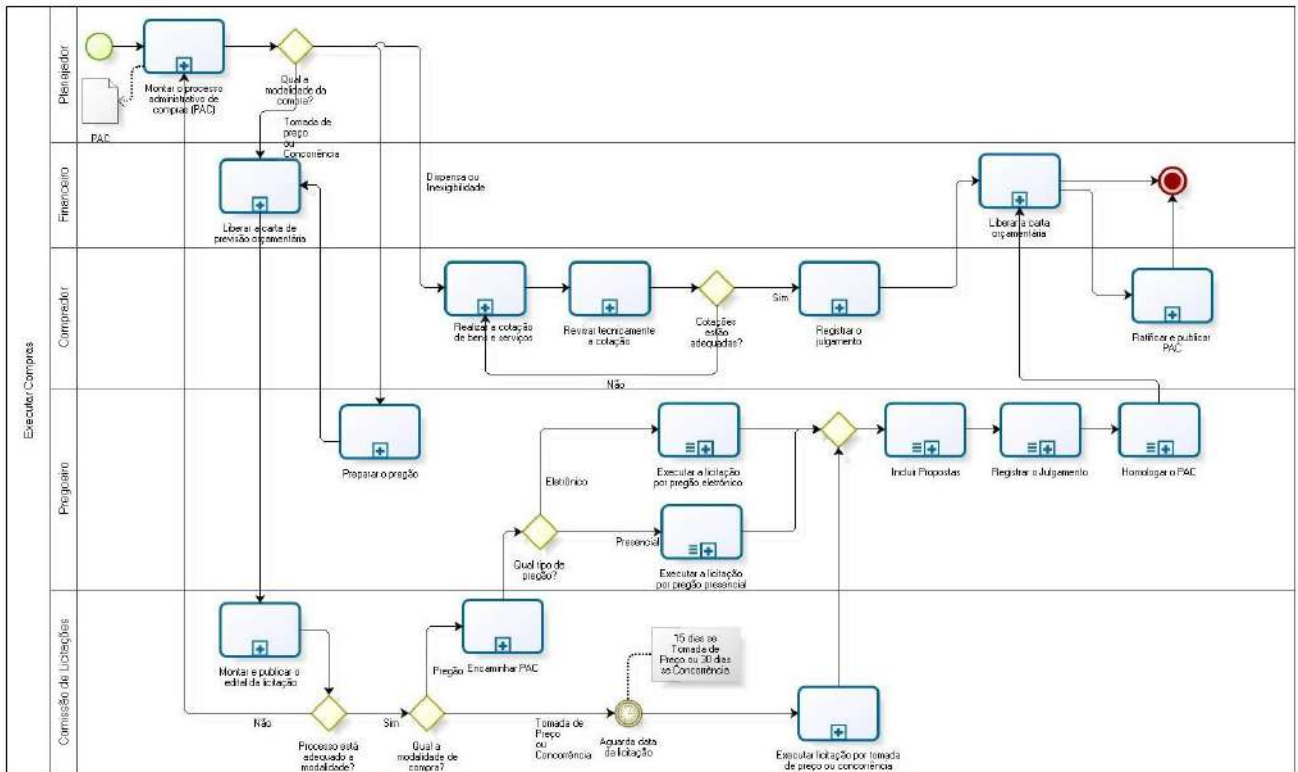 Executar Compras
Planejador
PAC
Montar o processo
administrativo de
compras (PAC)
Qual a
modalidade da
compra?
Tomada de
preço
ou
Concorrência
Financeiro
Liberar a carta de
previsão orçamentária
Dispensa ou
Inexigibilidade
Liberar a carta
orçamentária
Comprador
Realizar a cotação
de bens e serviços
Revisar tecnicamente
a cotação
Cotações
estão
adequadas?
Sim
Não
Registrar o
julgamento
Ratificar e publicar
PAC
Pregoeiro
Preparar o pregão
Eletrônico
Qual tipo de
pregão?
Presencial
Executar a licitação
por pregão eletrônico
Executar a licitação
por pregão presencial
Incluir Propostas
Registrar o Julgamento
Homologar o PAC
Comissão de Licitações
Montar e publicar o
edital da licitação
Não
Processo está
adequado a
modalidade?
Sim
Qual a
modalidade de
compra?
Pregão
Encaminhar PAC
Tomada de
Preço
ou
Concorrência
Aguarda data
da licitação
15 dias se
Tomada de
Preço ou 30 dias
se Concorrência
Executar licitação por tomada
de preço ou concorrência